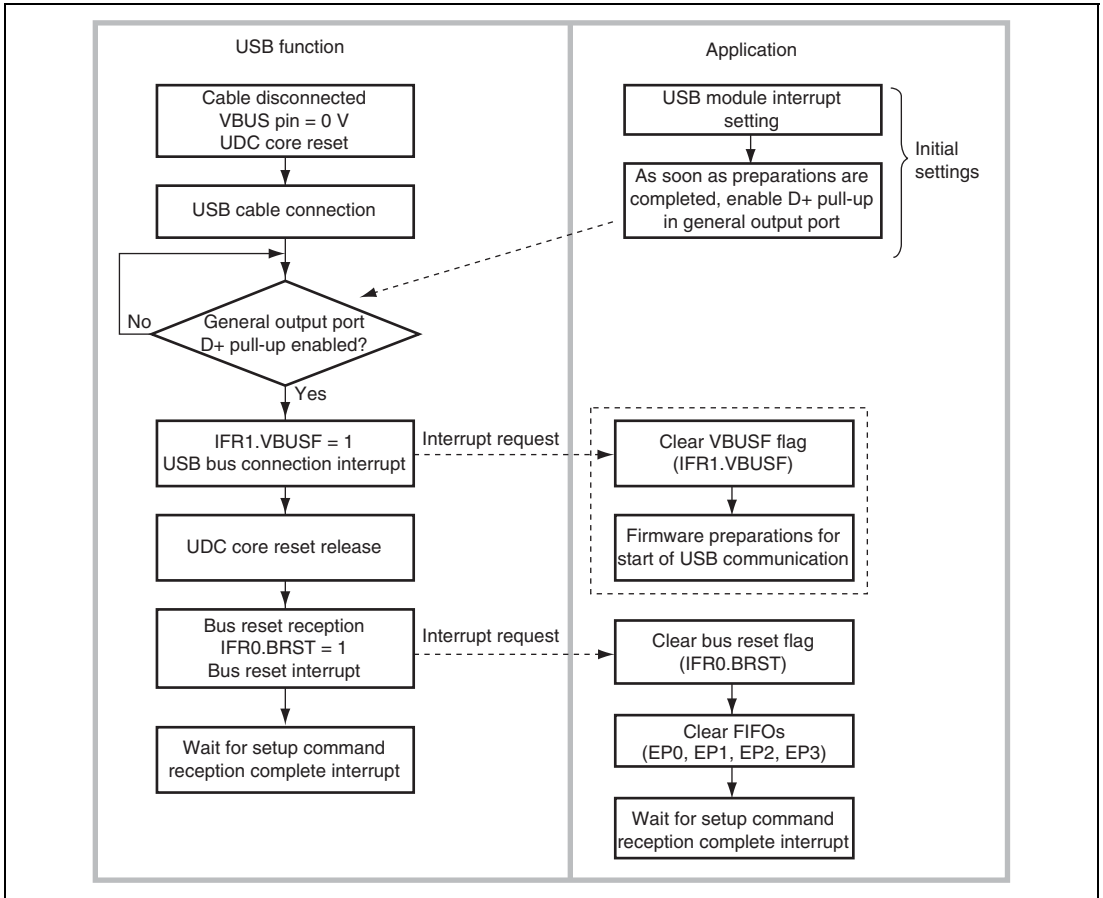 USB function
Cable disconnected
VBUS pin = 0 V
UDC core reset
USB cable connection
No
General output port
D+ pull-up enabled?
Yes
IFR1.VBUSF = 1
USB bus connection interrupt
Interrupt request
UDC core reset release
Bus reset reception
IFR0.BRST = 1
Bus reset interrupt
Interrupt request
Wait for setup command
reception complete interrupt
Application
USB module interrupt
setting
As soon as preparations are
completed, enable D+ pull-up
in general output port
Initial
settings
Clear VBUSF flag
(IFR1.VBUSF)
Firmware preparations for
start of USB communication
Clear bus reset flag
(IFR0.BRST)
Clear FIFOs
(EP0, EP1, EP2, EP3)
Wait for setup command
reception complete interrupt